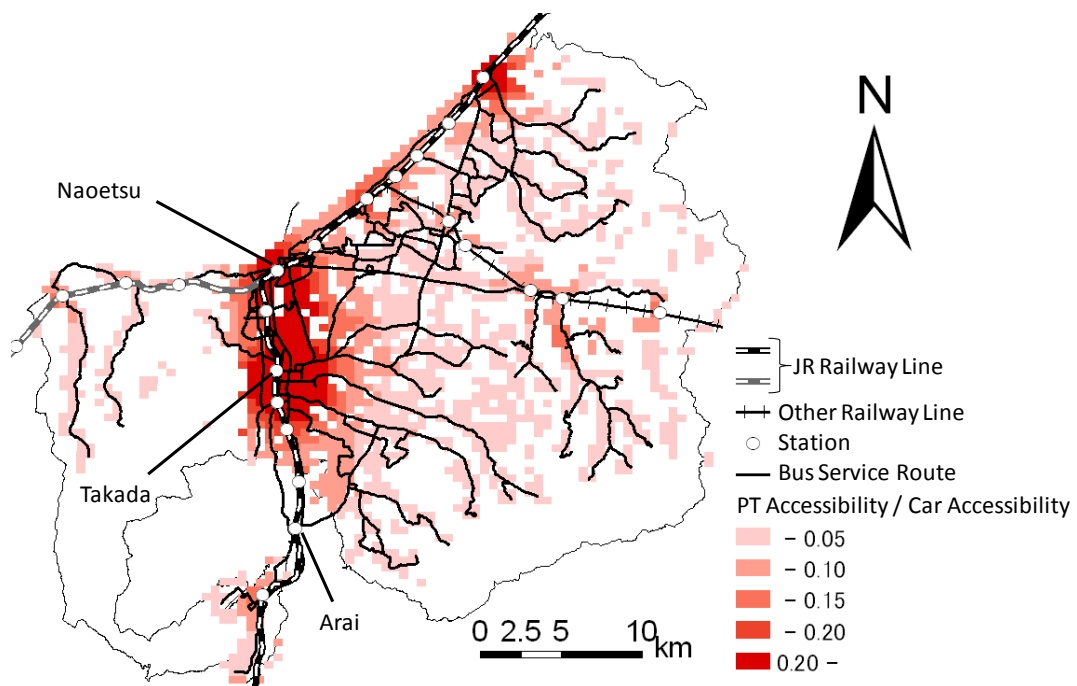 N
Naoetsu
Takada
Arai
JR Railway Line
Other Railway Line
Station
Bus Service Route
PT Accessibility / Car Accessibility
- 0.05
- 0.10
- 0.15
- 0.20
0.20 -
0 2.5 5 10
km